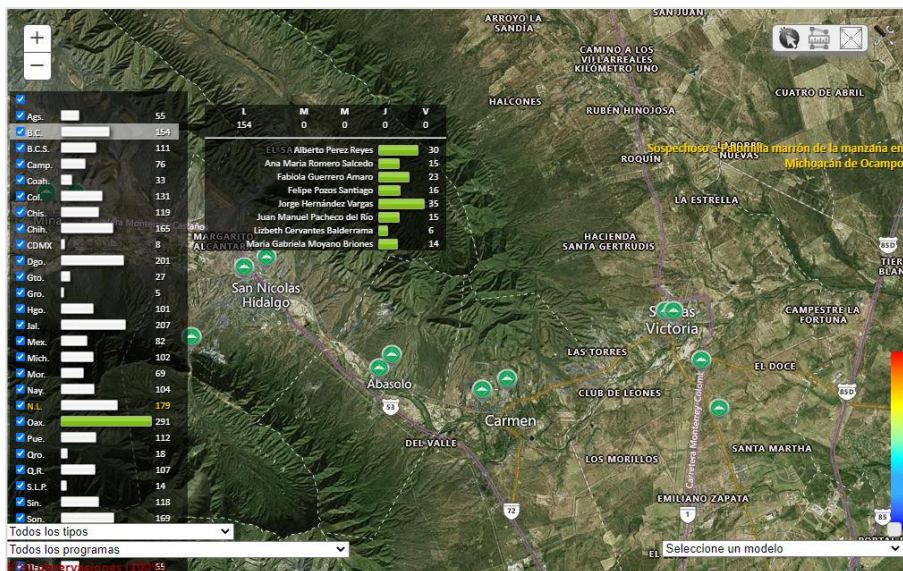 +
−
Ags. 55
B.C. 154
B.C.S. 111
Camp. 76
Coah. 33
Col. 131
Chis. 119
Chih. 165
CDMX 8
Dgo. 201
Gto. 27
Gro. 5
Hgo. 101
Jal. 207
Mex. 82
Mich. 102
Mor. 69
Nay. 104
N.L. 179
Oax. 291
Pue. 112
Qro. 18
Q.R. 107
S.L.P. 14
Sin. 118
Son. 169
55
Todos los tipos
Todos los programas
L M M J V
154 0 0 0 0
Alberto Perez Reyes 30
Ana Maria Romero Salcedo 15
Fabiola Guerrero Amaro 23
Felipe Pozos Santiago 16
Jorge Hernández Vargas 35
Juan Manuel Pacheco del Río 15
Lizbeth Cervantes Balderrama 6
Maria Gabriela Moyano Briones 14
ARROYO LA
SANDÍA
SAN JUAN
CAMINO A LOS
VILLARREALES
KILÓMETRO UNO
HALCONES
RUBÉN HINOJOSA
CUATRO DE ABRIL
Sospechoso a Palomilla marrón de la manzana en
Michoacán de Ocampo
NUEVAS
ROQUÍN
LA ESTRELLA
HACIENDA
SANTA GERTRUDIS
85D
CAMPESTRE LA
FORTUNA
San Nicolás
Hidalgo
Victoria
LAS TORRES
EL DOCE
Abasolo
CLUB DE LEONES
53
85D
Carmen
DEL VALLE
Carretera Monterrey Colomb
SANTA MARTHA
LOS MORILLOS
EMILIANO ZAPATA
72
1
85
Seleccione un modelo